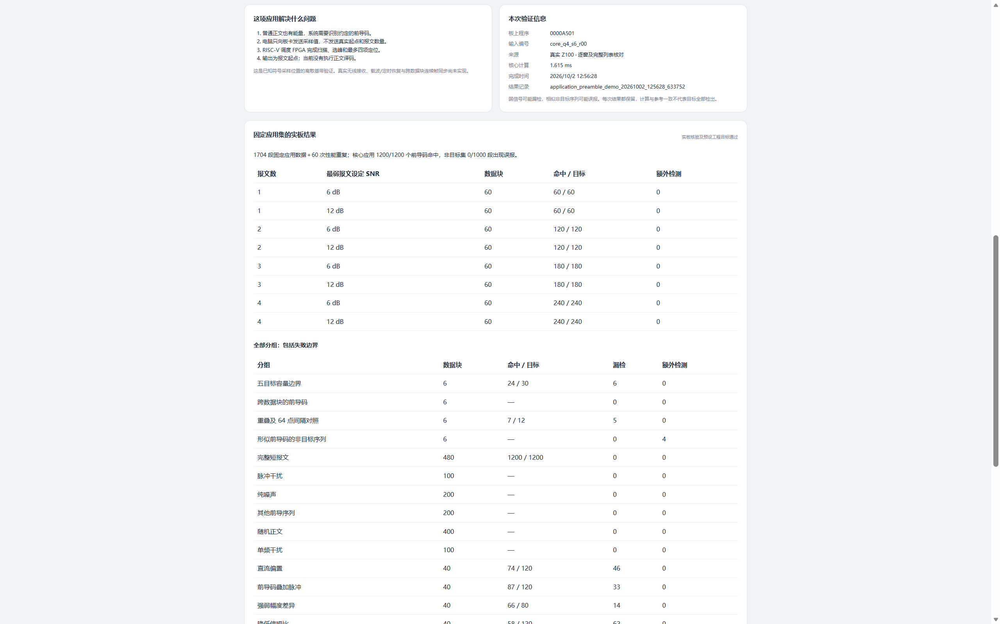 这项应用解决什么问题
1. 普通正文也有能量，系统需要识别约定的前导码。
2. 电脑只向板卡发送采样值，不发送真实起点和报文数量。
3. RISC-V 调度 FPGA 完成扫描、选峰和最多四项定位。
4. 输出为报文起点；当前没有执行正文译码。
这是已知符号采样位置的离散基带验证。真实无线接收、载波/定时恢复与跨数据块连续帧同步尚未实现。
本次验证信息
板上程序 0000A501
输入编号 core_q4_s6_r00
来源 真实 Z100 · 逐窗及完整列表核对
核心计算 1.615 ms
完成时间 2026/10/2 12:56:28
结果记录 application_preamble_demo_20261002_125628_633752
弱信号可能漏检，相似非目标序列可能误报。每次结果都保留，计算与参考一致不代表目标全部检出。
固定应用集的实板结果
实板核验及预设工程目标通过
1704 段固定应用数据 + 60 次性能重复；核心应用 1200/1200 个前导码命中，非目标集 0/1000 段出现误报。
报文数 最弱报文设定 SNR 数据块 命中 / 目标 额外检测
1 6 dB 60 60 / 60 0
1 12 dB 60 60 / 60 0
2 6 dB 60 120 / 120 0
2 12 dB 60 120 / 120 0
3 6 dB 60 180 / 180 0
3 12 dB 60 180 / 180 0
4 6 dB 60 240 / 240 0
4 12 dB 60 240 / 240 0
全部分组：包括失败边界
分组 数据块 命中 / 目标 漏检 额外检测
五目标容量边界 6 24 / 30 6 0
跨数据块的前导码 6 — 0 0
重叠及 64 点间隔对照 6 7 / 12 5 0
形似前导码的非目标序列 6 — 0 4
完整短报文 480 1200 / 1200 0 0
脉冲干扰 100 — 0 0
纯噪声 200 — 0 0
其他前导序列 200 — 0 0
随机正文 400 — 0 0
单频干扰 100 — 0 0
直流偏置 40 74 / 120 46 0
前导码叠加脉冲 40 87 / 120 33 0
强弱幅度差异 40 66 / 80 14 0
降低信噪比 40 58 / 120 62 0